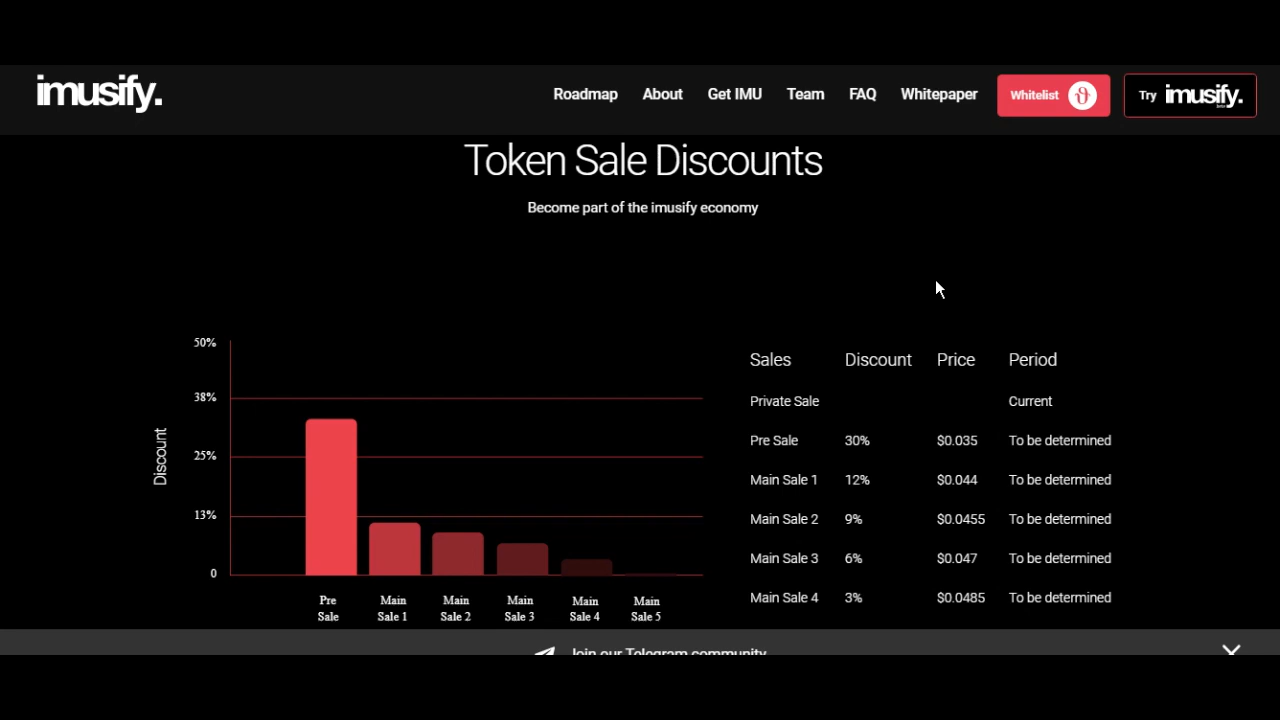 imusify.
Roadmap About Get IMU Team FAQ Whitepaper Whitelist Try imusify.
Token Sale Discounts
Become part of the imusify economy
50%
38%
25%
13%
0
Discount
Pre Sale
Main Sale 1
Main Sale 2
Main Sale 3
Main Sale 4
Main Sale 5
Sales Discount Price Period
Private Sale Current
Pre Sale 30% $0.035 To be determined
Main Sale 1 12% $0.044 To be determined
Main Sale 2 9% $0.0455 To be determined
Main Sale 3 6% $0.047 To be determined
Main Sale 4 3% $0.0485 To be determined
Join our Telegram community